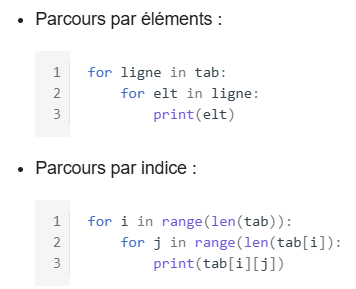 • Parcours par éléments :
1 for ligne in tab:
2     for elt in ligne:
3         print(elt)
• Parcours par indice :
1 for i in range(len(tab)):
2     for j in range(len(tab[i]):
3         print(tab[i][j])